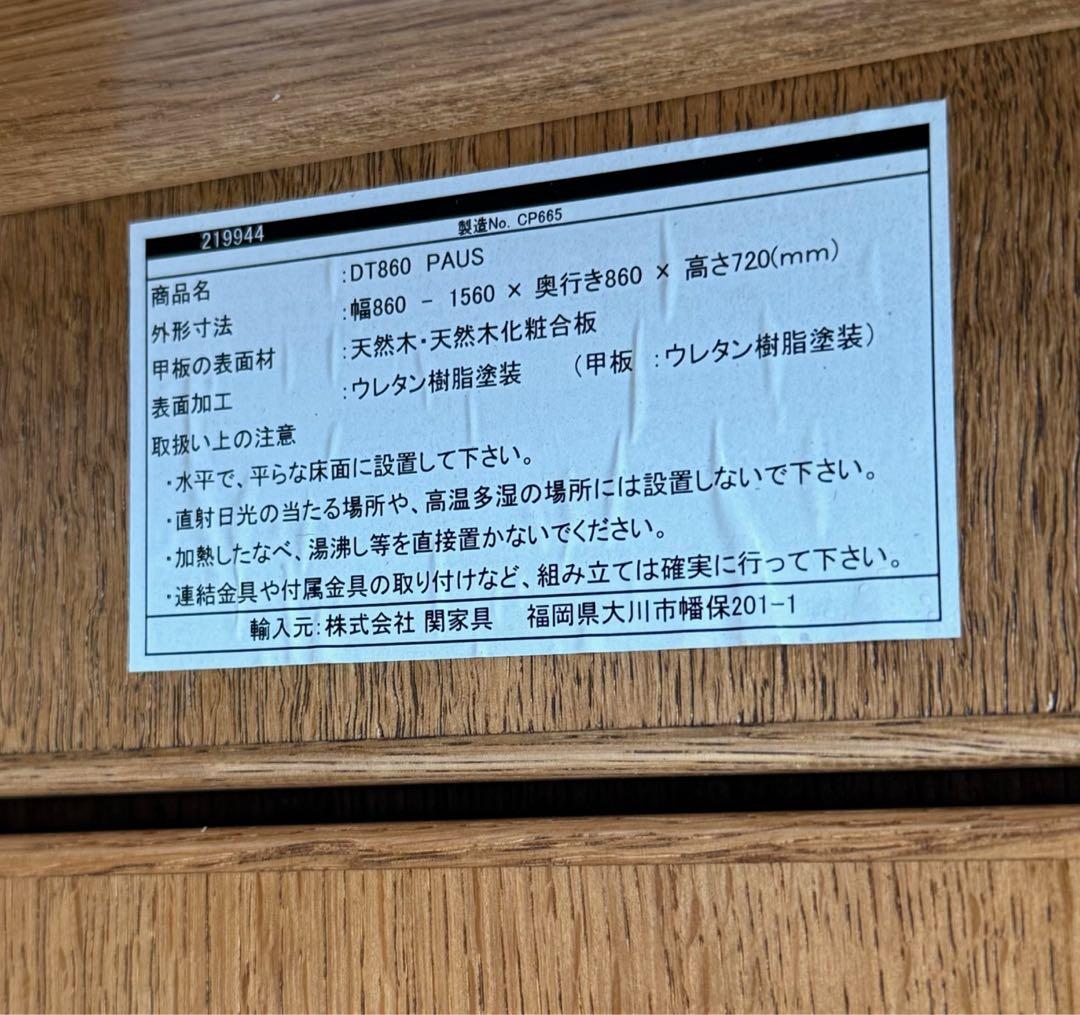 219944
製造No. CP665
商品名 :DT860 PAUS
外形寸法 :幅860 - 1560 × 奥行き860 × 高さ720(mm)
甲板の表面材 :天然木・天然木化粧合板
表面加工 :ウレタン樹脂塗装 (甲板 :ウレタン樹脂塗装)
取扱い上の注意
・水平で、平らな床面に設置して下さい。
・直射日光の当たる場所や、高温多湿の場所には設置しないで下さい。
・加熱したなべ、湯沸し等を直接置かないでください。
・連結金具や付属金具の取り付けなど、組み立ては確実に行って下さい。
輸入元:株式会社 関家具 福岡県大川市幡保201-1